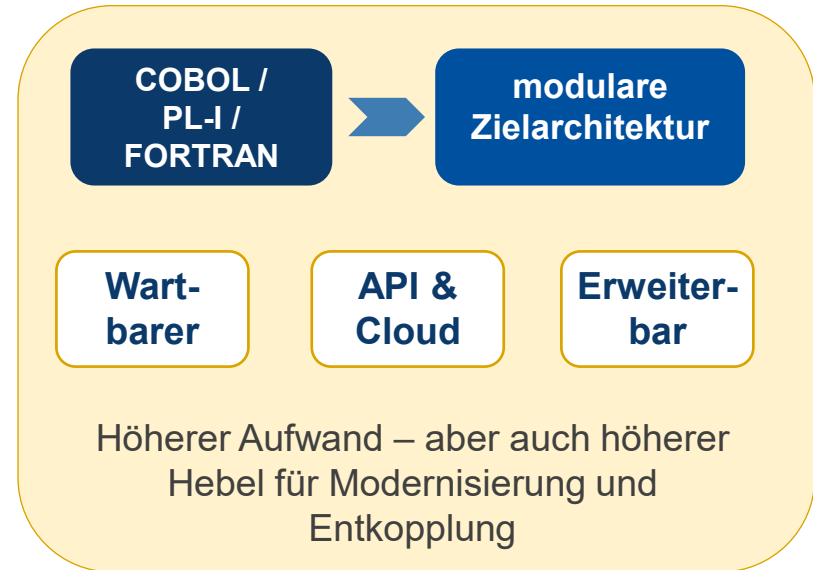 COBOL /
PL-I /
FORTRAN
modulare
Zielarchitektur
Wart-
barer
API &
Cloud
Erweiter-
bar
Höherer Aufwand – aber auch höherer
Hebel für Modernisierung und
Entkopplung